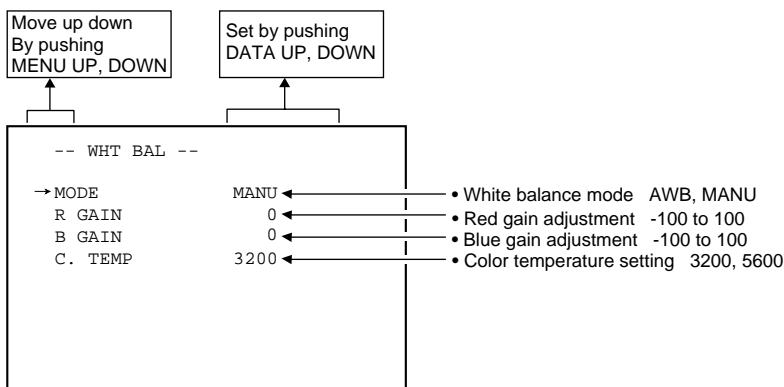 Move up down
By pushing
MENU UP, DOWN
Set by pushing
DATA UP, DOWN
-- WHT BAL --
→MODE MANU • White balance mode AWB, MANU
R GAIN 0 • Red gain adjustment -100 to 100
B GAIN 0 • Blue gain adjustment -100 to 100
C. TEMP 3200 • Color temperature setting 3200, 5600